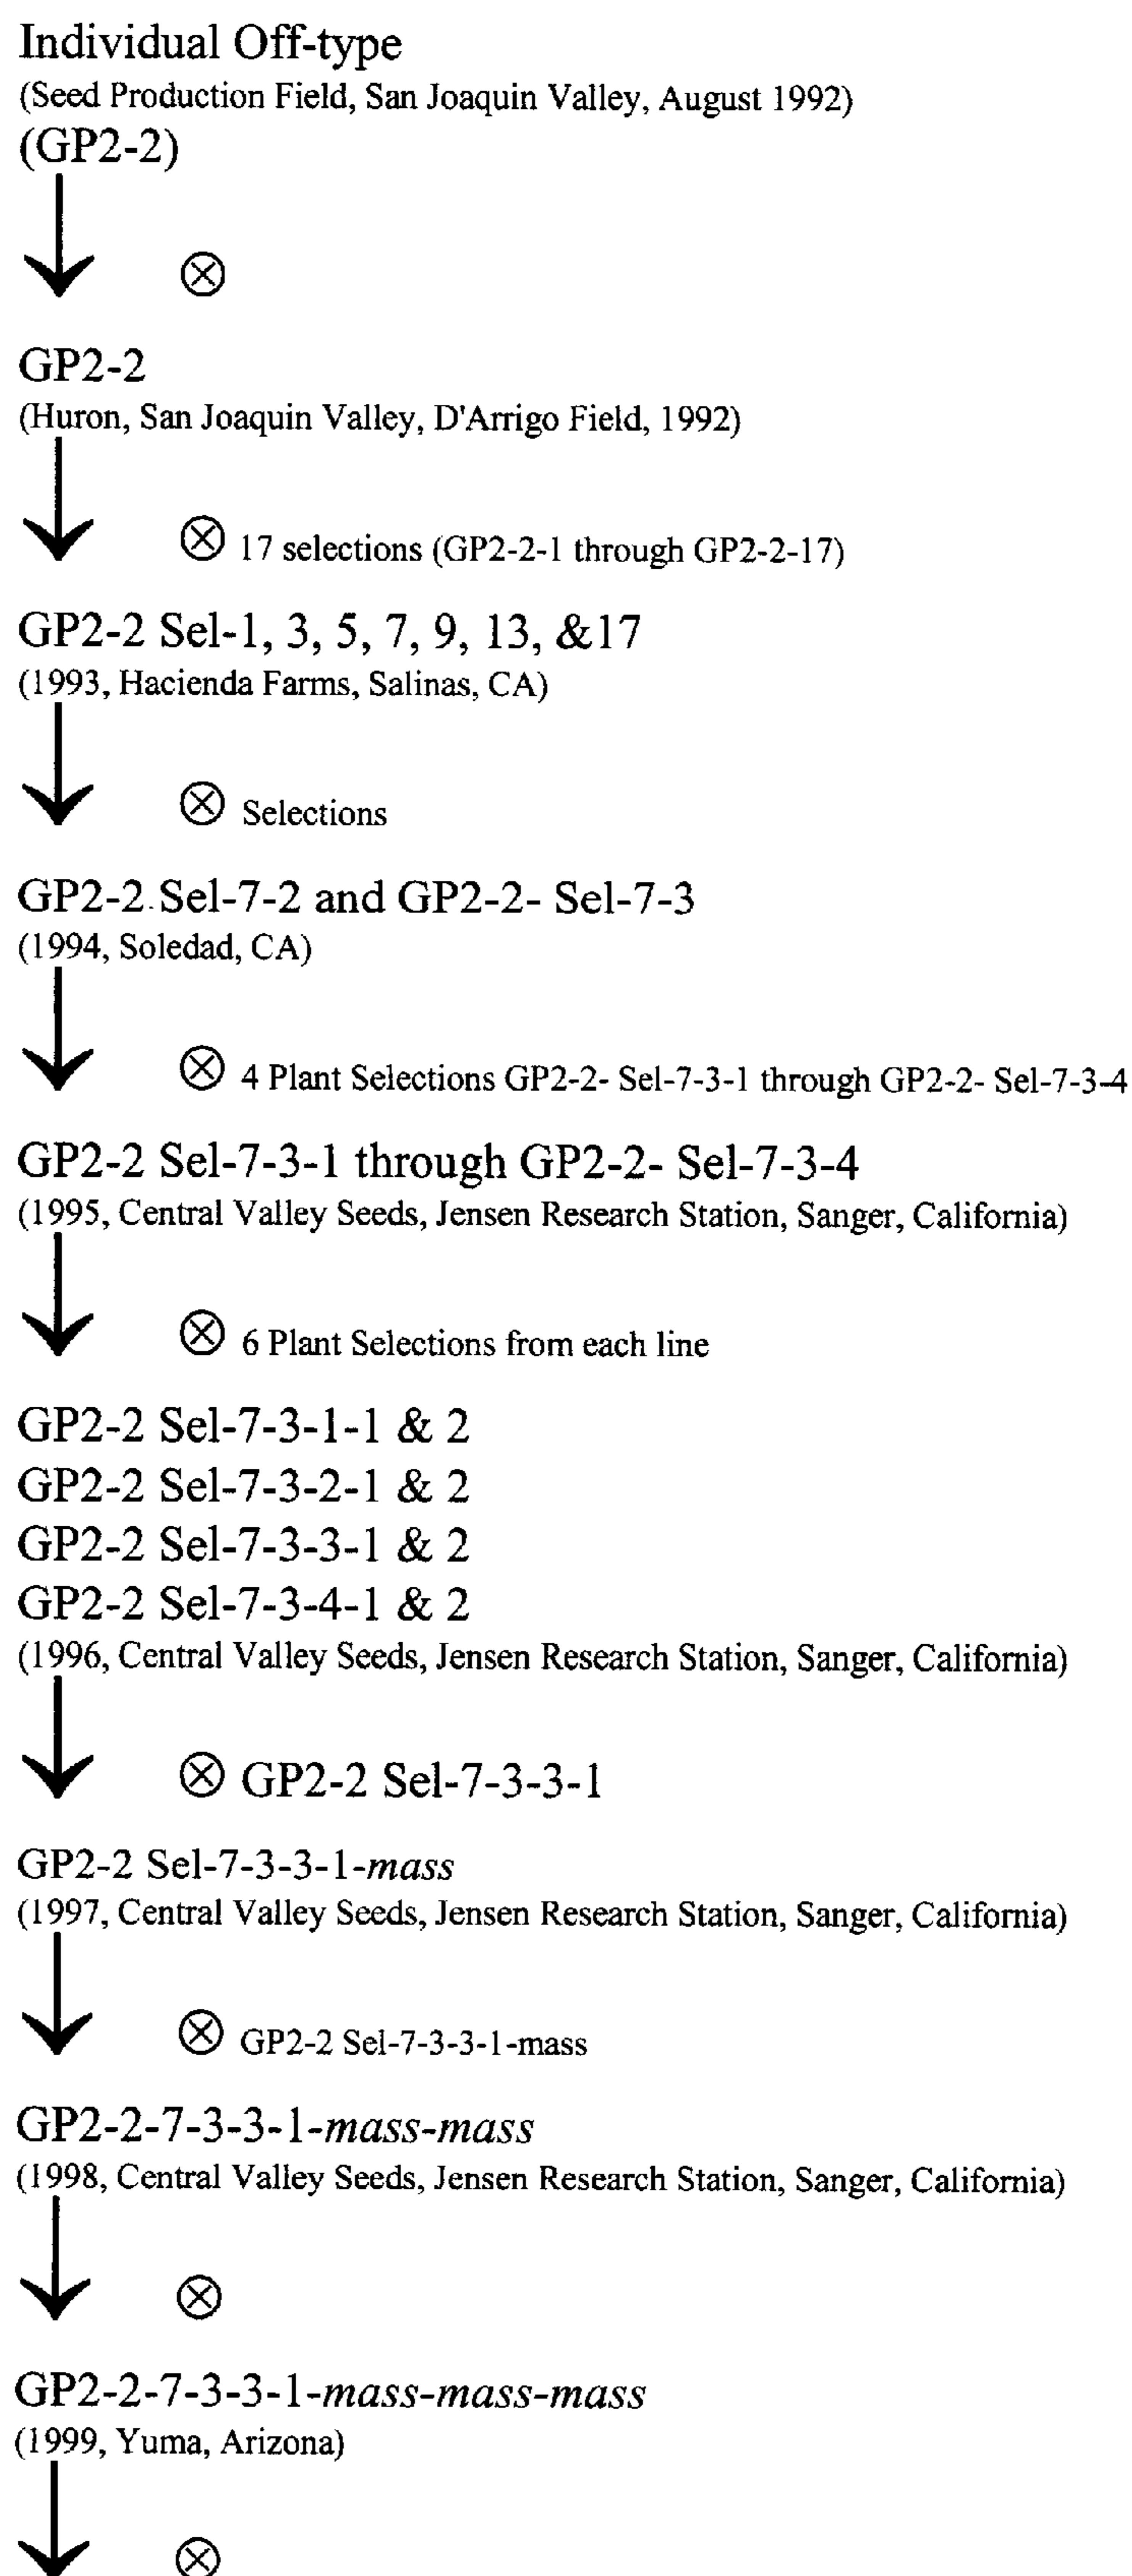 Individual Off-type
(Seed Production Field, San Joaquin Valley, August 1992)
(GP2-2)
GP2-2
(Huron, San Joaquin Valley, D'Arrigo Field, 1992)
17 selections (GP2-2-1 through GP2-2-17)
GP2-2 Sel-1, 3, 5, 7, 9, 13, &17
(1993, Hacienda Farms, Salinas, CA)
Selections
GP2-2 Sel-7-2 and GP2-2- Sel-7-3
(1994, Soledad, CA)
4 Plant Selections GP2-2- Sel-7-3-1 through GP2-2- Sel-7-3-4
GP2-2 Sel-7-3-1 through GP2-2- Sel-7-3-4
(1995, Central Valley Seeds, Jensen Research Station, Sanger, California)
6 Plant Selections from each line
GP2-2 Sel-7-3-1-1 & 2
GP2-2 Sel-7-3-2-1 & 2
GP2-2 Sel-7-3-3-1 & 2
GP2-2 Sel-7-3-4-1 & 2
(1996, Central Valley Seeds, Jensen Research Station, Sanger, California)
GP2-2 Sel-7-3-3-1
GP2-2 Sel-7-3-3-1-mass
(1997, Central Valley Seeds, Jensen Research Station, Sanger, California)
GP2-2 Sel-7-3-3-1-mass
GP2-2-7-3-3-1-mass-mass
(1998, Central Valley Seeds, Jensen Research Station, Sanger, California)
GP2-2-7-3-3-1-mass-mass-mass
(1999, Yuma, Arizona)